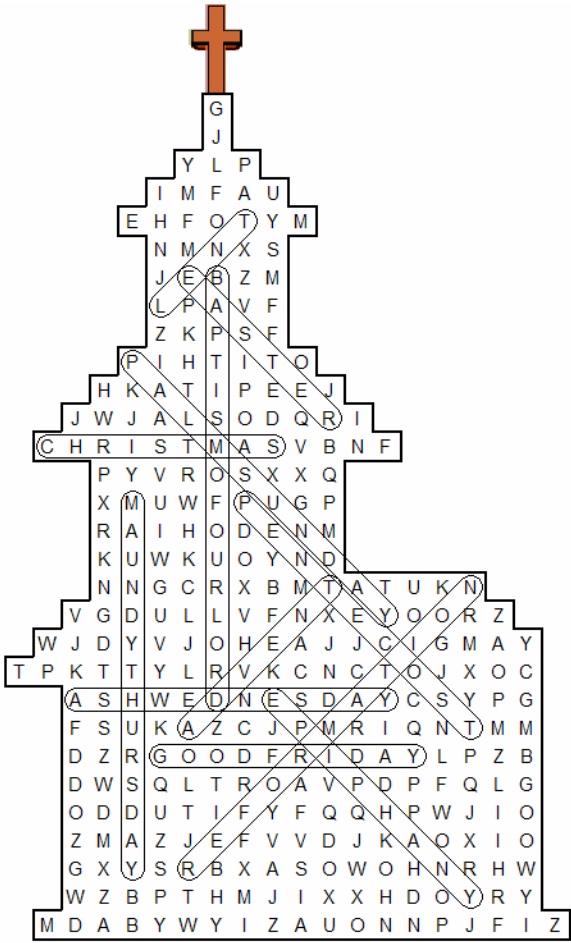 G
J
Y L P
I M F A U
E H F O T Y M
N M N X S
J E B Z M
L P A V F
Z K P S F
P I H T I T O
H K A T I P E E J
J W J A L S O D Q R I
C H R I S T M A S V B N F
P Y V R O S X X Q
X M U W F P U G P
R A I H O D E N M
K U W K U O Y N D
N N G C R X B M T A T U K N
V G D U L L V F N X E Y O O R Z
W J D Y V J O H E A J J C I G M A Y
T P K T T Y L R V K C N C T O J X O C
A S H W E D N E S D A Y C S Y P G
F S U K A Z C J P M R I Q N T M M
D Z R G O O D F R I D A Y L P Z B
D W S Q L T R O A V P D P F Q L G
O D D U T I F Y F Q Q H P W J I O
Z M A Z J E F V V D J K A O X I O
G X Y S R B X A S O W O H N R H W
W Z B P T H M J I X X H D O Y R Y
M D A B Y W Y I Z A U O N N P J F I Z